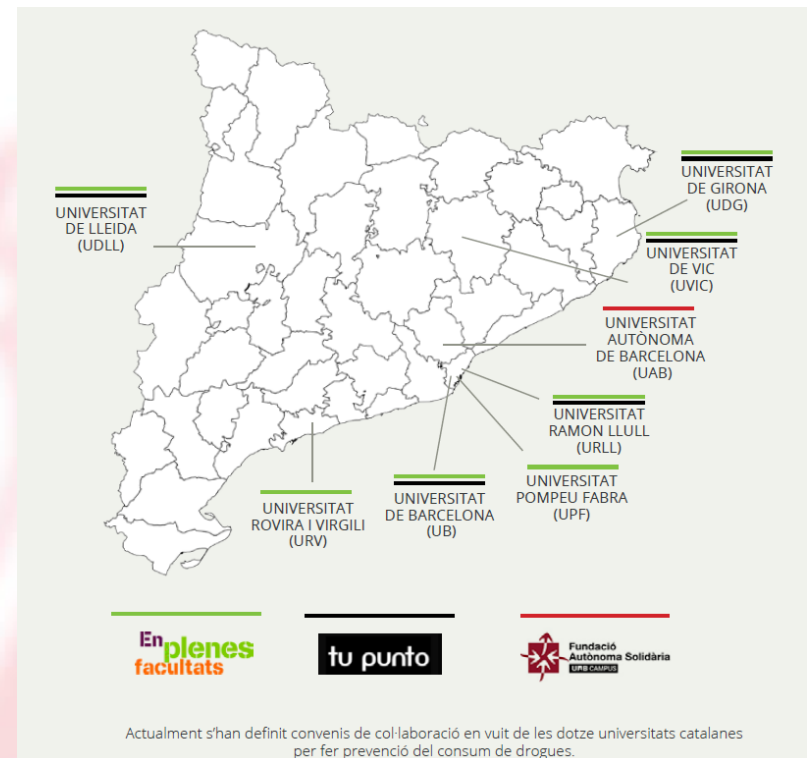 UNIVERSITAT
DE GIRONA
(UDG)
UNIVERSITAT
DE LLEIDA
(UDLL)
UNIVERSITAT
DE VIC
(UVIC)
UNIVERSITAT
AUTÒNOMA
DE BARCELONA
(UAB)
UNIVERSITAT
RAMON LLULL
(URLL)
UNIVERSITAT
POMPEU FABRA
(UPF)
UNIVERSITAT
DE BARCELONA
(UB)
UNIVERSITAT
ROVIRA I VIRGILI
(URV)
En
plenes
facultats
tu punto
Fundació
Autònoma Solidària
UAB CAMPUS
Actualment s'han definit convenis de col·laboració en vuit de les dotze universitats catalanes
per fer prevenció del consum de drogues.